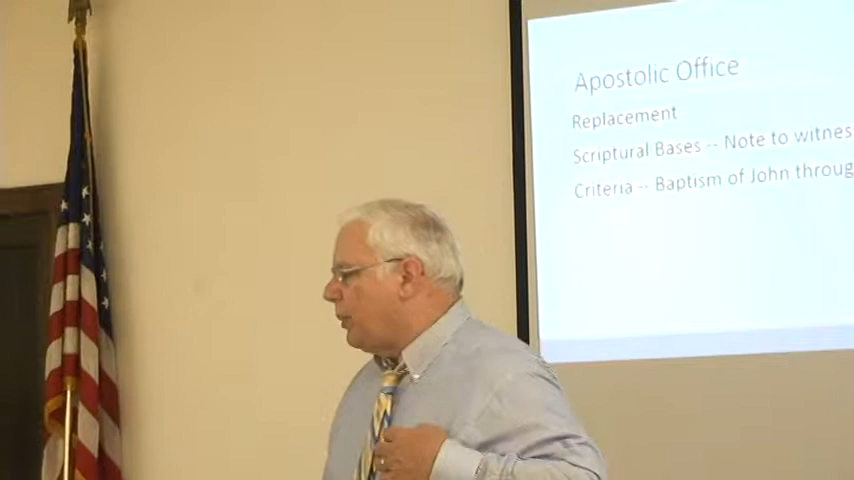 Apostolic Office
Replacement
Scriptural Bases -- Note to witnes
Criteria -- Baptism of John throug